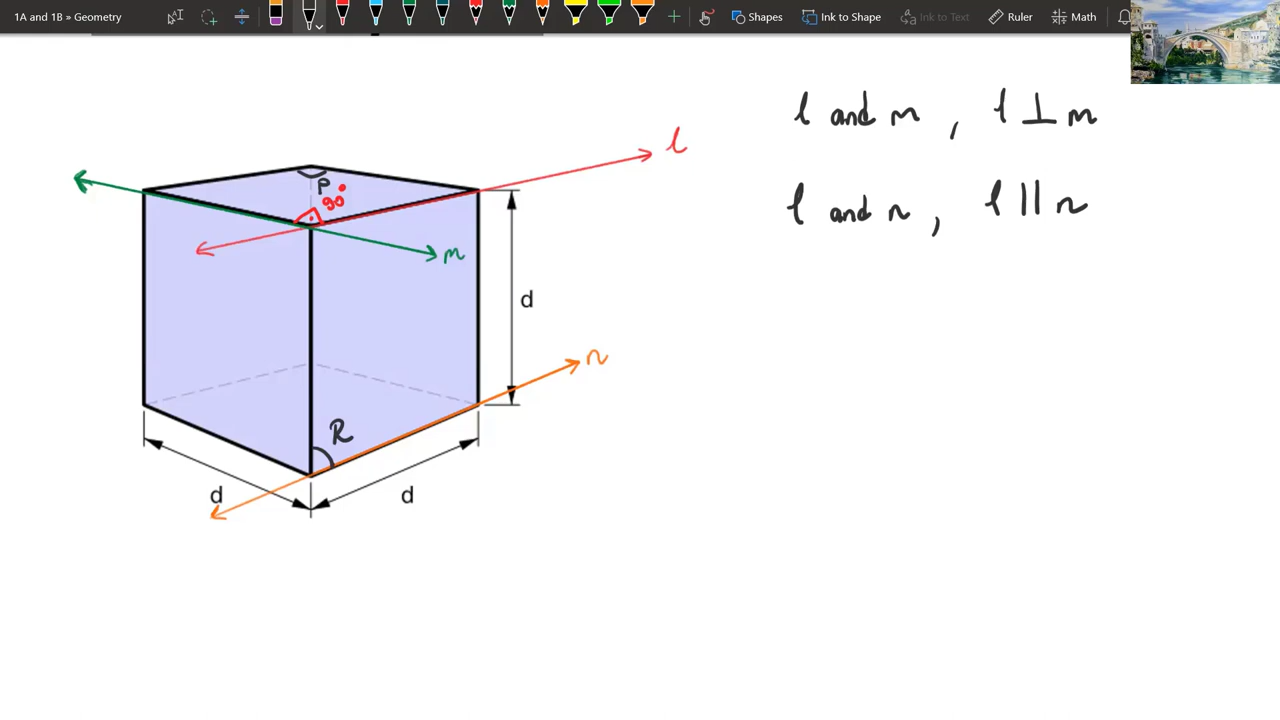 1A and 1B » Geometry
Shapes
Ink to Shape
Ink to Text
Ruler
Math
l and m , l ⊥ m
l and n , l || n
l
P
90°
m
d
n
R
d
d